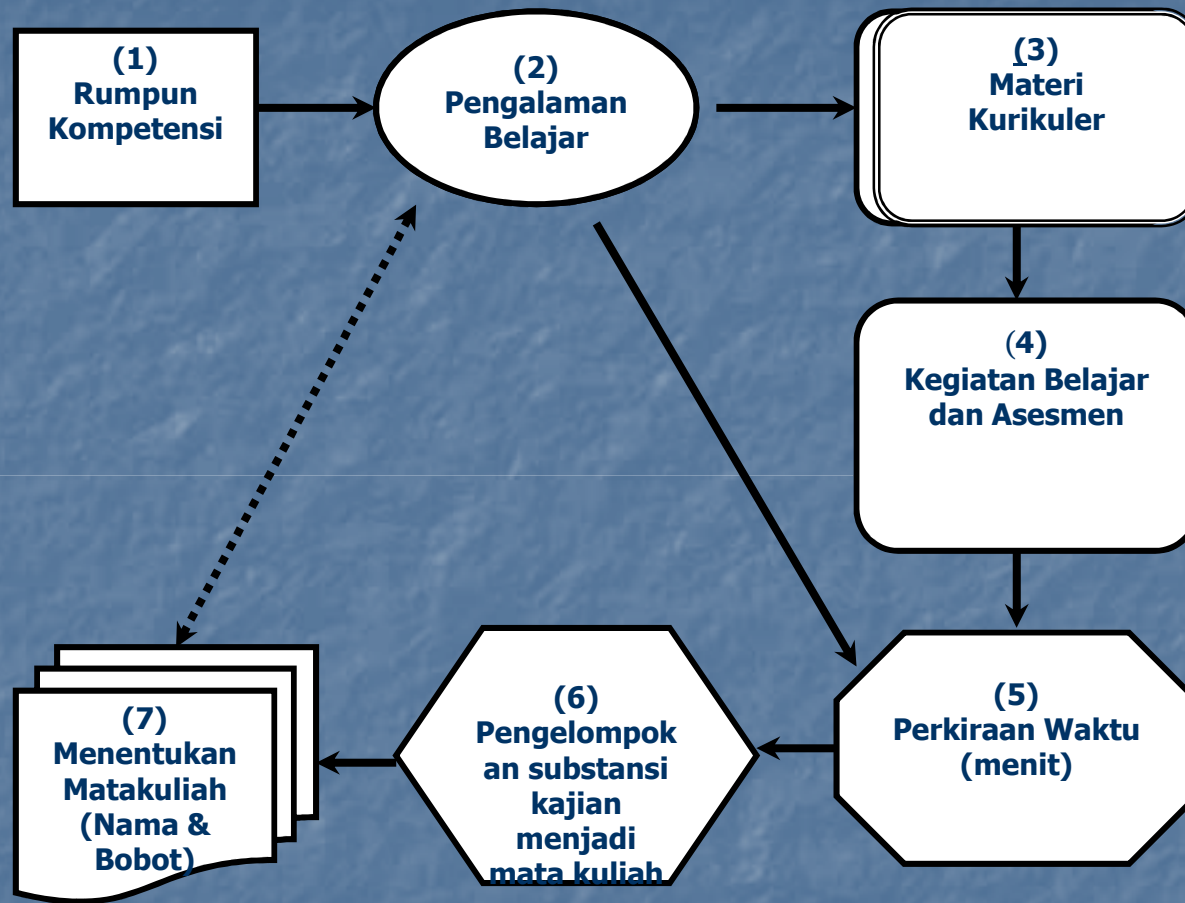 (1)
Rumpun
Kompetensi
(2)
Pengalaman
Belajar
(3)
Materi
Kurikuler
(4)
Kegiatan Belajar
dan Asesmen
(5)
Perkiraan Waktu
(menit)
(6)
Pengelompok
an substansi
kajian
menjadi
mata kuliah
(7)
Menentukan
Matakuliah
(Nama &
Bobot)